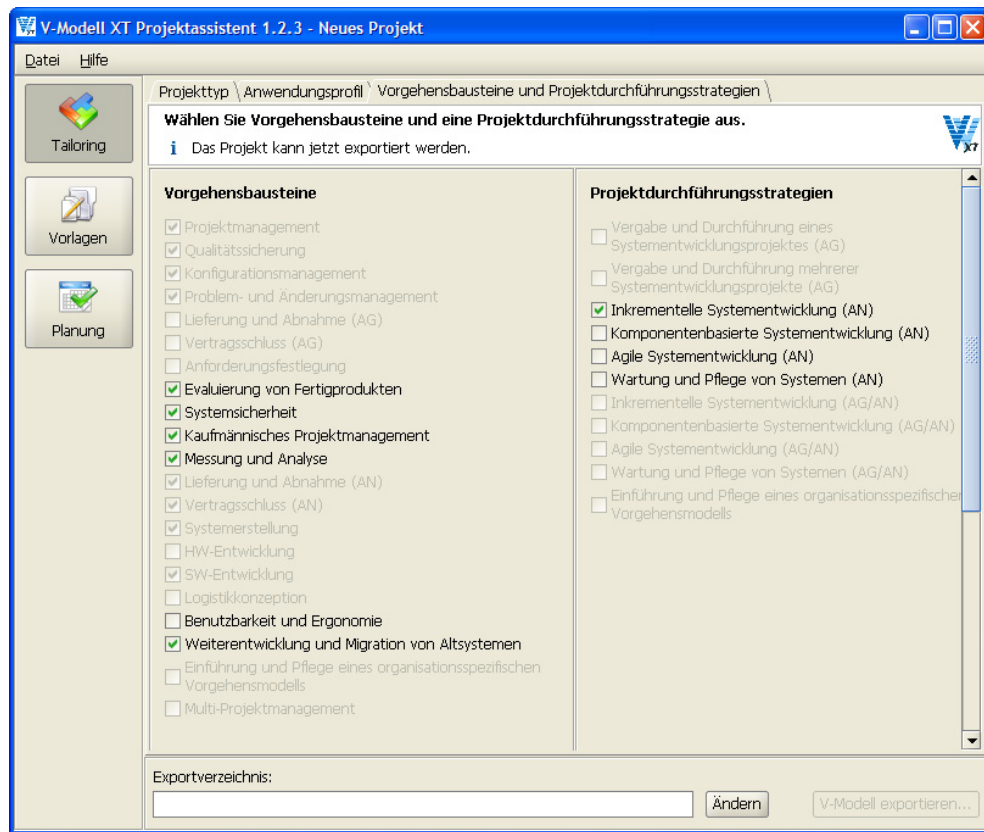 V-Modell XT Projektassistent 1.2.3 - Neues Projekt
Datei Hilfe
Tailoring
Vorlagen
Planung
Projekttyp \ Anwendungsprofil Vorgehensbausteine und Projektdurchführungsstrategien \
Wählen Sie Vorgehensbausteine und eine Projektdurchführungsstrategie aus.
i Das Projekt kann jetzt exportiert werden.
XT
Vorgehensbausteine
Projektmanagement
Qualitätssicherung
Konfigurationsmanagement
Problem- und Änderungsmanagement
Lieferung und Abnahme (AG)
Vertragsschluss (AG)
Anforderungsfestlegung
Evaluierung von Fertigprodukten
Systemsicherheit
Kaufmännisches Projektmanagement
Messung und Analyse
Lieferung und Abnahme (AN)
Vertragsschluss (AN)
Systemerstellung
HW-Entwicklung
SW-Entwicklung
Logistikkonzeption
Benutzbarkeit und Ergonomie
Weiterentwicklung und Migration von Altsystemen
Einführung und Pflege eines organisationsspezifischen
Vorgehensmodells
Multi-Projektmanagement
Projektdurchführungsstrategien
Vergabe und Durchführung eines
Systementwicklungsprojektes (AG)
Vergabe und Durchführung mehrerer
Systementwicklungsprojekte (AG)
Inkrementelle Systementwicklung (AN)
Komponentenbasierte Systementwicklung (AN)
Agile Systementwicklung (AN)
Wartung und Pflege von Systemen (AN)
Inkrementelle Systementwicklung (AG/AN)
Komponentenbasierte Systementwicklung (AG/AN)
Agile Systementwicklung (AG/AN)
Wartung und Pflege von Systemen (AG/AN)
Einführung und Pflege eines organisationsspezifischer
Vorgehensmodells
Exportverzeichnis:
Ändern
V-Modell exportieren...